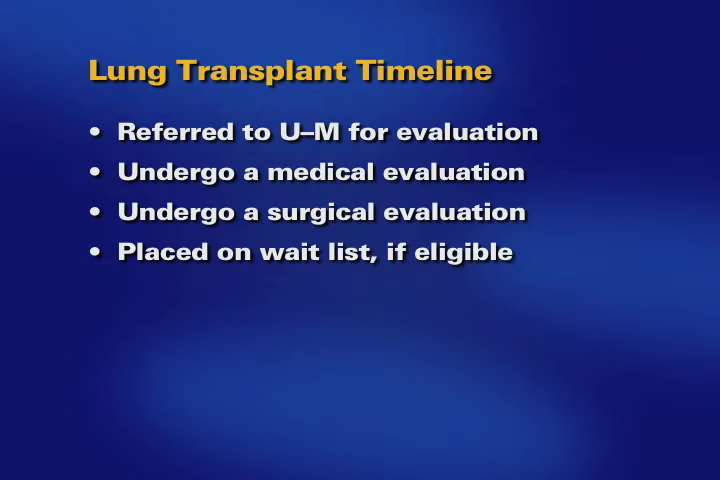 Lung Transplant Timeline
• Referred to U–M for evaluation
• Undergo a medical evaluation
• Undergo a surgical evaluation
• Placed on wait list, if eligible